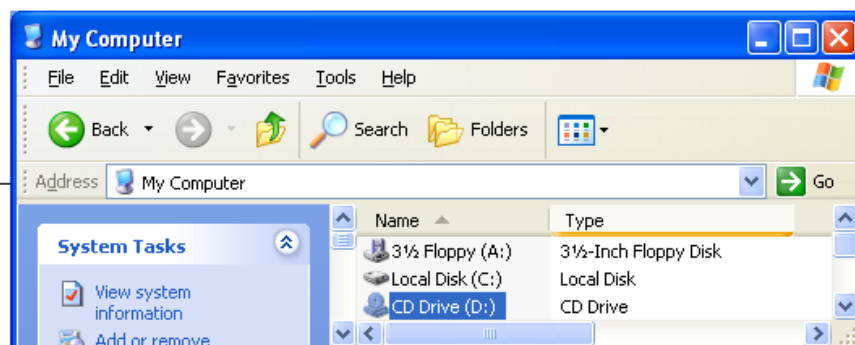 My Computer
File Edit View Favorites Tools Help
Back Search Folders
Address My Computer Go
System Tasks
View system
information
Add or remove
Name Type
3½ Floppy (A:) 3½-Inch Floppy Disk
Local Disk (C:) Local Disk
CD Drive (D:) CD Drive